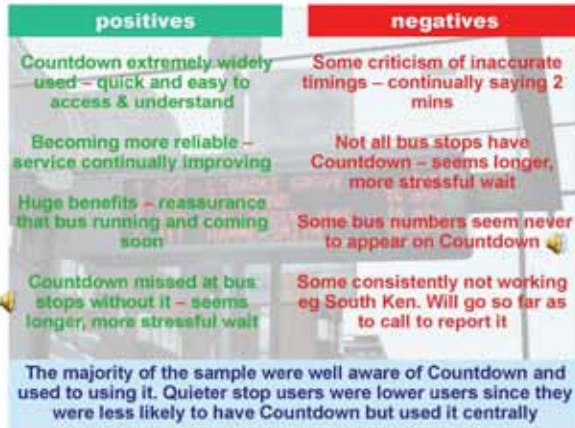 positives
Countdown extremely widely
used – quick and easy to
access & understand
Becoming more reliable –
service continually improving
Huge benefits – reassurance
that bus running and coming
soon
Countdown missed at bus
stops without it – seems
longer, more stressful wait
negatives
Some criticism of inaccurate
timings – continually saying 2
mins
Not all bus stops have
Countdown – seems longer,
more stressful wait
Some bus numbers seem never
to appear on Countdown
Some consistently not working
eg South Ken. Will go so far as
to call to report it
The majority of the sample were well aware of Countdown and
used to using it. Quieter stop users were lower users since they
were less likely to have Countdown but used it centrally